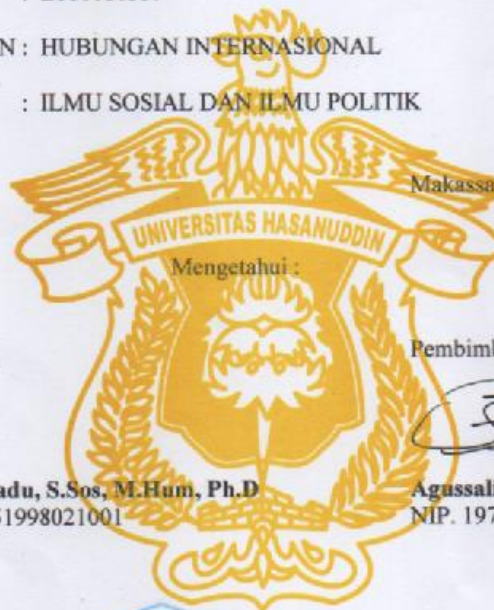 N : HUBUNGAN INTERNASIONAL
: ILMU SOSIAL DAN ILMU POLITIK
Makassa
UNIVERSITAS HASANUDDIN
Mengetahui :
Pembimb
adu, S.Sos, M.Hum, Ph.D
51998021001
Agussali
NIP. 197